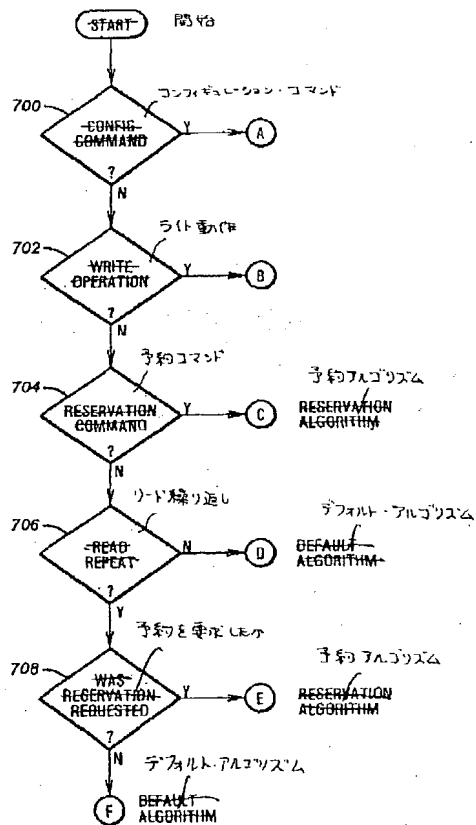 START 開始
700
コンフィギュレーション・コマンド
CONFIG
COMMAND
?
Y
A
N
702
ライト動作
WRITE
OPERATION
?
Y
B
N
704
予約コマンド
RESERVATION
COMMAND
?
Y
C
予約アルゴリズム
RESERVATION
ALGORITHM
N
706
リード繰り返し
READ
REPEAT
?
N
D
デフォルト・アルゴリズム
DEFAULT
ALGORITHM
Y
708
予約を要求したか
WAS
RESERVATION
REQUESTED
?
Y
E
予約アルゴリズム
RESERVATION
ALGORITHM
N
デフォルト・アルゴリズム
F
DEFAULT
ALGORITHM